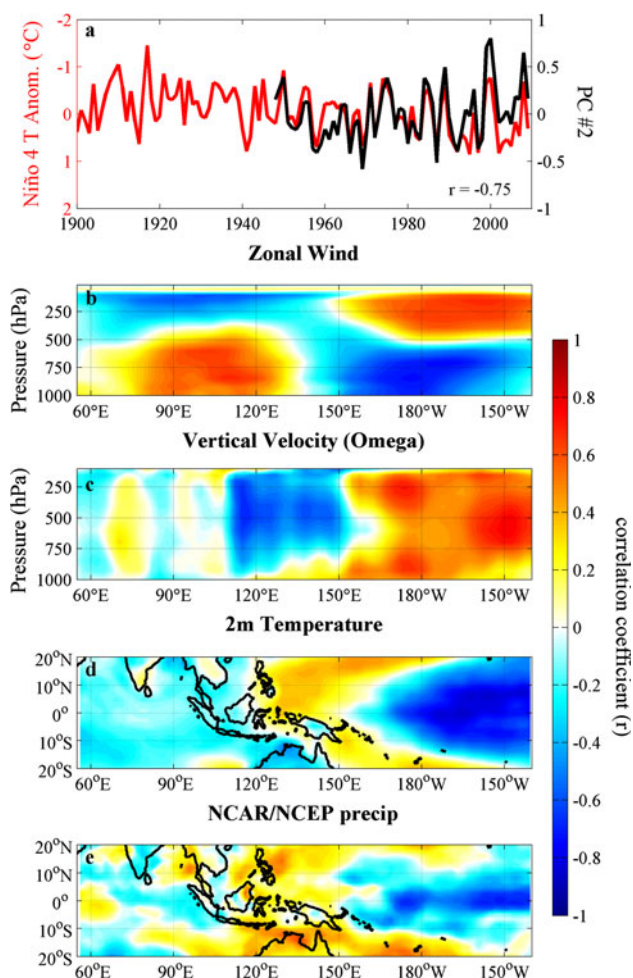 a
Niño 4 T Anom. (°C)
-2
-1
0
1
2
1
0.5
0
-0.5
-1
PC #2
r = -0.75
1900 1920 1940 1960 1980 2000
Zonal Wind
b
Pressure (hPa)
250
500
750
1000
60°E 90°E 120°E 150°E 180°W 150°W
Vertical Velocity (Omega)
c
Pressure (hPa)
250
500
750
1000
60°E 90°E 120°E 150°E 180°W 150°W
2m Temperature
d
20°N
10°N
0°
10°S
20°S
60°E 90°E 120°E 150°E 180°W 150°W
NCAR/NCEP precip
e
20°N
10°N
0°
10°S
20°S
60°E 90°E 120°E 150°E 180°W 150°W
1
0.8
0.6
0.4
0.2
0
-0.2
-0.4
-0.6
-0.8
-1
correlation coefficient (r)